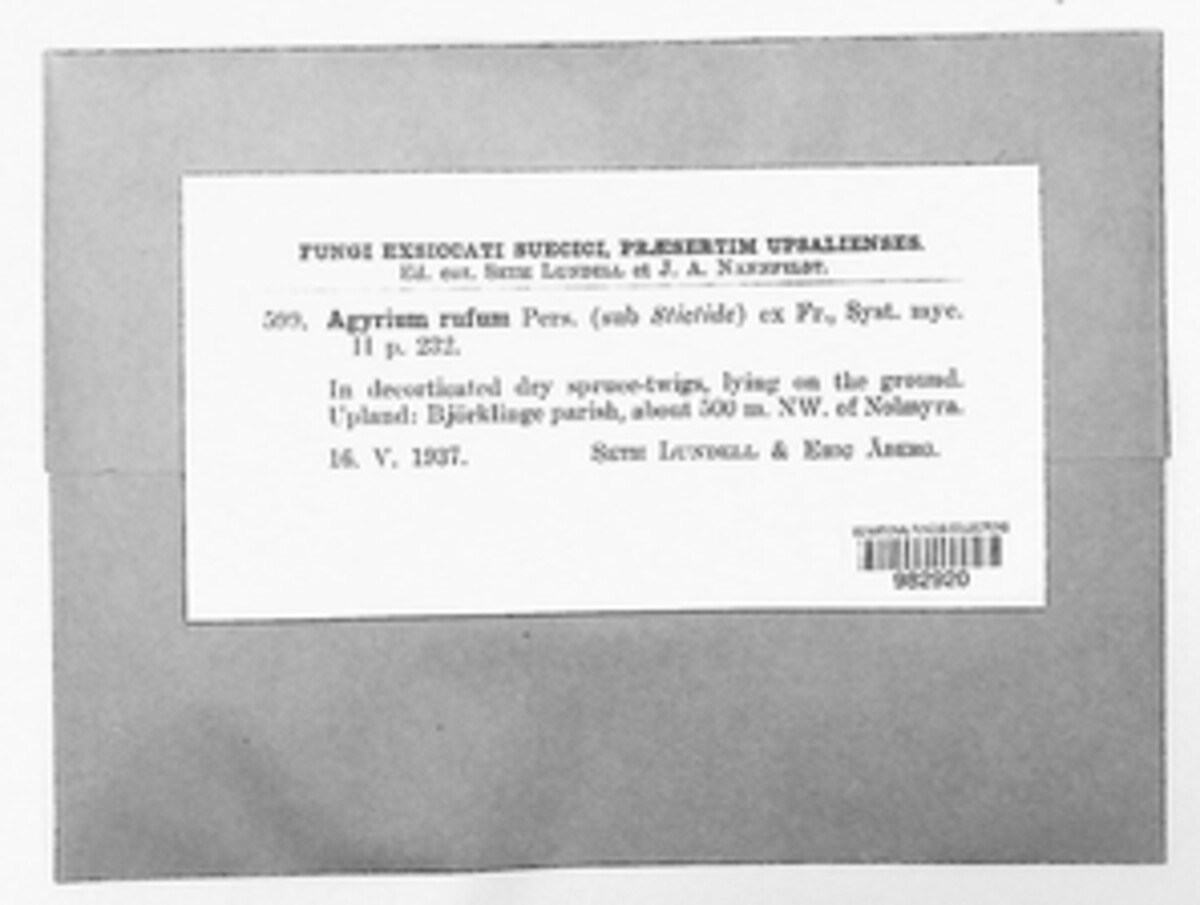 FUNGI EXSICCATI SUECICI, PRÆSERTIM UPSALIENSES.
Ed. cur. SETH LUNDELL et J. A. NANNFELDT.
Agyrium rufum Pers. (sub Stictide) ex Fr., Syst. myc.
II p. 232.
In decorticated dry spruce-twigs, lying on the ground.
Upland: Björklinge parish, about 500 m. NW. of Nolmyra.
16. V. 1937. SETH LUNDELL & ERIC ÅBERG.
982920